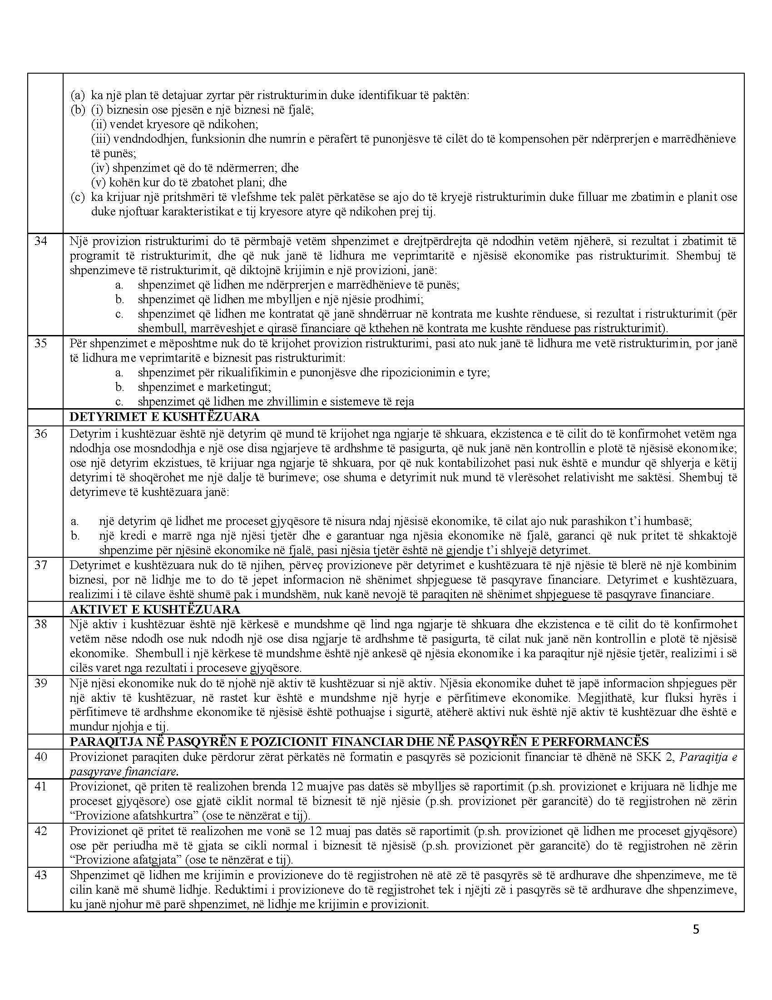 (a) ka një plan të detajuar zyrtar për ristrukturimin duke identifikuar të paktën:
(b) (i) biznesin ose pjesën e një biznesi në fjalë;
(ii) vendet kryesore që ndikohen;
(iii) vendndodhjen, funksionin dhe numrin e përafërt të punonjësve të cilët do të kompensohen për ndërprerjen e marrëdhënieve
të punës;
(iv) shpenzimet që do të ndërmerren; dhe
(v) kohën kur do të zbatohet plani; dhe
(c) ka krijuar një pritshmëri të vlefshme tek palët përkatëse se ajo do të kryejë ristrukturimin duke filluar me zbatimin e planit ose
duke njoftuar karakteristikat e tij kryesore atyre që ndikohen prej tij.
34 Një provizion ristrukturimi do të përmbajë vetëm shpenzimet e drejtpërdrejta që ndodhin vetëm njëherë, si rezultat i zbatimit të
programit të ristrukturimit, dhe që nuk janë të lidhura me veprimtaritë e njësisë ekonomike pas ristrukturimit. Shembuj të
shpenzimeve të ristrukturimit, që diktojnë krijimin e një provizioni, janë:
a. shpenzimet që lidhen me ndërprerjen e marrëdhënieve të punës;
b. shpenzimet që lidhen me mbylljen e një njësie prodhimi;
c. shpenzimet që lidhen me kontratat që janë shndërruar në kontrata me kushte rënduese, si rezultat i ristrukturimit (për
shembull, marrëveshjet e qirasë financiare që kthehen në kontrata me kushte rënduese pas ristrukturimit).
35 Për shpenzimet e mëposhtme nuk do të krijohet provizion ristrukturimi, pasi ato nuk janë të lidhura me vetë ristrukturimin, por janë
të lidhura me veprimtaritë e biznesit pas ristrukturimit:
a. shpenzimet për rikualifikimin e punonjësve dhe ripozicionimin e tyre;
b. shpenzimet e marketingut;
c. shpenzimet që lidhen me zhvillimin e sistemeve të reja
DETYRIMET E KUSHTËZUARA
36 Detyrim i kushtëzuar është një detyrim që mund të krijohet nga ngjarje të shkuara, ekzistenca e të cilit do të konfirmohet vetëm nga
ndodhja ose mosndodhja e një ose disa ngjarjeve të ardhshme të pasigurta, që nuk janë nën kontrollin e plotë të njësisë ekonomike;
ose një detyrim ekzistues, të krijuar nga ngjarje të shkuara, por që nuk kontabilizohet pasi nuk është e mundur që shlyerja e këtij
detyrimi të shoqërohet me një dalje të burimeve; ose shuma e detyrimit nuk mund të vlerësohet relativisht me saktësi. Shembuj të
detyrimeve të kushtëzuara janë:
a. një detyrim që lidhet me proceset gjyqësore të nisura ndaj njësisë ekonomike, të cilat ajo nuk parashikon t’i humbasë;
b. një kredi e marrë nga një njësi tjetër dhe e garantuar nga njësia ekonomike në fjalë, garanci që nuk pritet të shkaktojë
shpenzime për njësinë ekonomike në fjalë, pasi njësia tjetër është në gjendje t’i shlyejë detyrimet.
37 Detyrimet e kushtëzuara nuk do të njihen, përveç provizioneve për detyrimet e kushtëzuara të një njësie të blerë në një kombinim
biznesi, por në lidhje me to do të jepet informacion në shënimet shpjeguese të pasqyrave financiare. Detyrimet e kushtëzuara,
realizimi i të cilave është shumë pak i mundshëm, nuk kanë nevojë të paraqiten në shënimet shpjeguese të pasqyrave financiare.
AKTIVET E KUSHTËZUARA
38 Një aktiv i kushtëzuar është një kërkesë e mundshme që lind nga ngjarje të shkuara dhe ekzistenca e të cilit do të konfirmohet
vetëm nëse ndodh ose nuk ndodh një ose disa ngjarje të ardhshme të pasigurta, të cilat nuk janë nën kontrollin e plotë të njësisë
ekonomike. Shembull i një kërkese të mundshme është një ankesë që njësia ekonomike i ka paraqitur një njësie tjetër, realizimi i së
cilës varet nga rezultati i proceseve gjyqësore.
39 Një njësi ekonomike nuk do të njohë një aktiv të kushtëzuar si një aktiv. Njësia ekonomike duhet të japë informacion shpjegues për
një aktiv të kushtëzuar, në rastet kur është e mundshme një hyrje e përfitimeve ekonomike. Megjithatë, kur fluksi hyrës i
përfitimeve të ardhshme ekonomike të njësisë është pothuajse i sigurtë, atëherë aktivi nuk është një aktiv të kushtëzuar dhe është e
mundur njohja e tij.
PARAQITJA NË PASQYRËN E POZICIONIT FINANCIAR DHE NË PASQYRËN E PERFORMANCËS
40 Provizionet paraqiten duke përdorur zërat përkatës në formatin e pasqyrës së pozicionit financiar të dhënë në SKK 2, Paraqitja e
pasqyrave financiare.
41 Provizionet, që priten të realizohen brenda 12 muajve pas datës së mbylljes së raportimit (p.sh. provizionet e krijuara në lidhje me
proceset gjyqësore) ose gjatë ciklit normal të biznesit të një njësie (p.sh. provizionet për garancitë) do të regjistrohen në zërin
“Provizione afatshkurtra” (ose te nënzërat e tij).
42 Provizionet që pritet të realizohen me vonë se 12 muaj pas datës së raportimit (p.sh. provizionet që lidhen me proceset gjyqësore)
ose për periudha më të gjata se cikli normal i biznesit të njësisë (p.sh. provizionet për garancitë) do të regjistrohen në zërin
“Provizione afatgjata” (ose te nënzërat e tij).
43 Shpenzimet që lidhen me krijimin e provizioneve do të regjistrohen në atë zë të pasqyrës së të ardhurave dhe shpenzimeve, me të
cilin kanë më shumë lidhje. Reduktimi i provizioneve do të regjistrohet tek i njëjti zë i pasqyrës së të ardhurave dhe shpenzimeve,
ku janë njohur më parë shpenzimet, në lidhje me krijimin e provizionit.
5